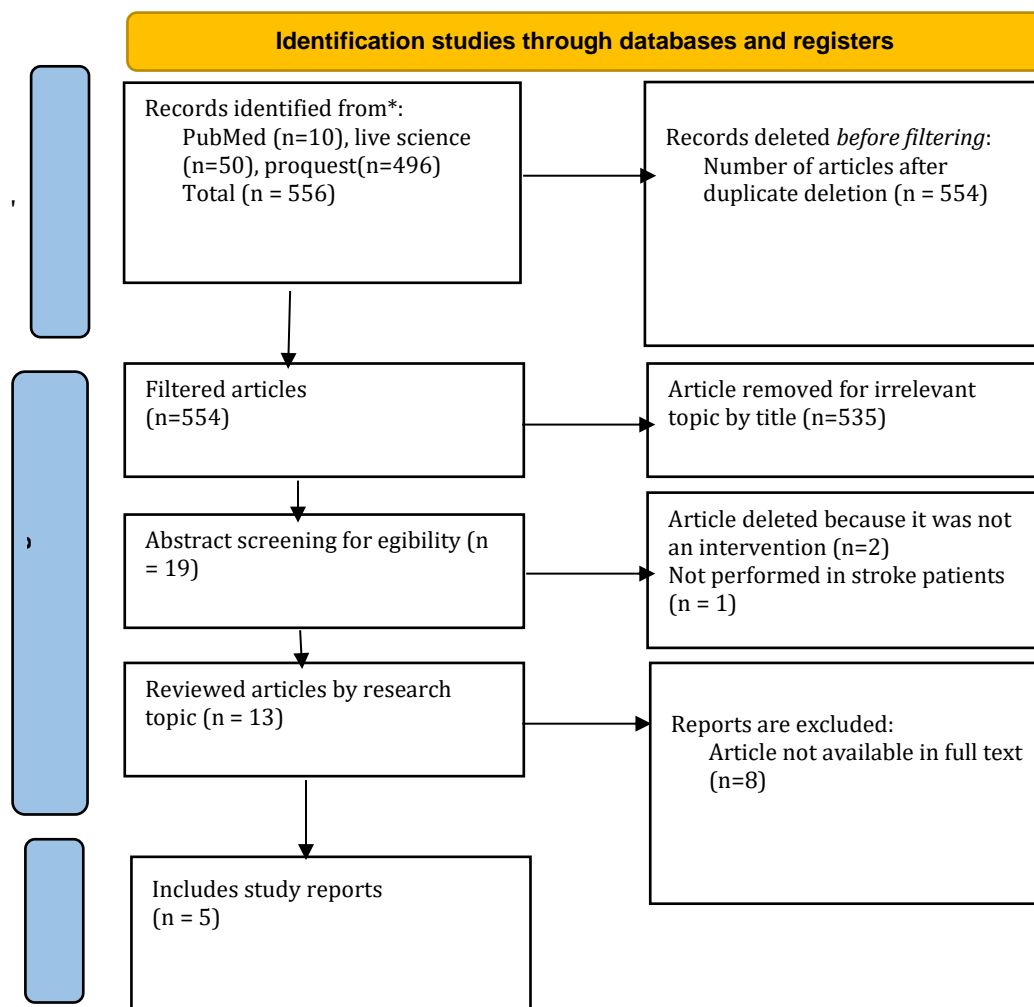 Identification studies through databases and registers
Records identified from*:
PubMed (n=10), live science
(n=50), proquest(n=496)
Total (n = 556)
Records deleted before filtering:
Number of articles after
duplicate deletion (n = 554)
Filtered articles
(n=554)
Article removed for irrelevant
topic by title (n=535)
Abstract screening for egibility (n
= 19)
Article deleted because it was not
an intervention (n=2)
Not performed in stroke patients
(n = 1)
Reviewed articles by research
topic (n = 13)
Reports are excluded:
Article not available in full text
(n=8)
Includes study reports
(n = 5)